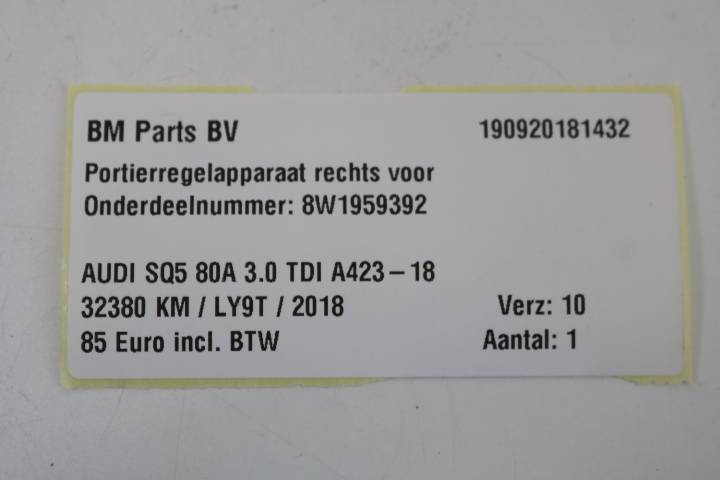 BM Parts BV 190920181432
Portierregelapparaat rechts voor
Onderdeelnummer: 8W1959392
AUDI SQ5 80A 3.0 TDI A423-18
32380 KM / LY9T / 2018 Verz: 10
85 Euro incl. BTW Aantal: 1